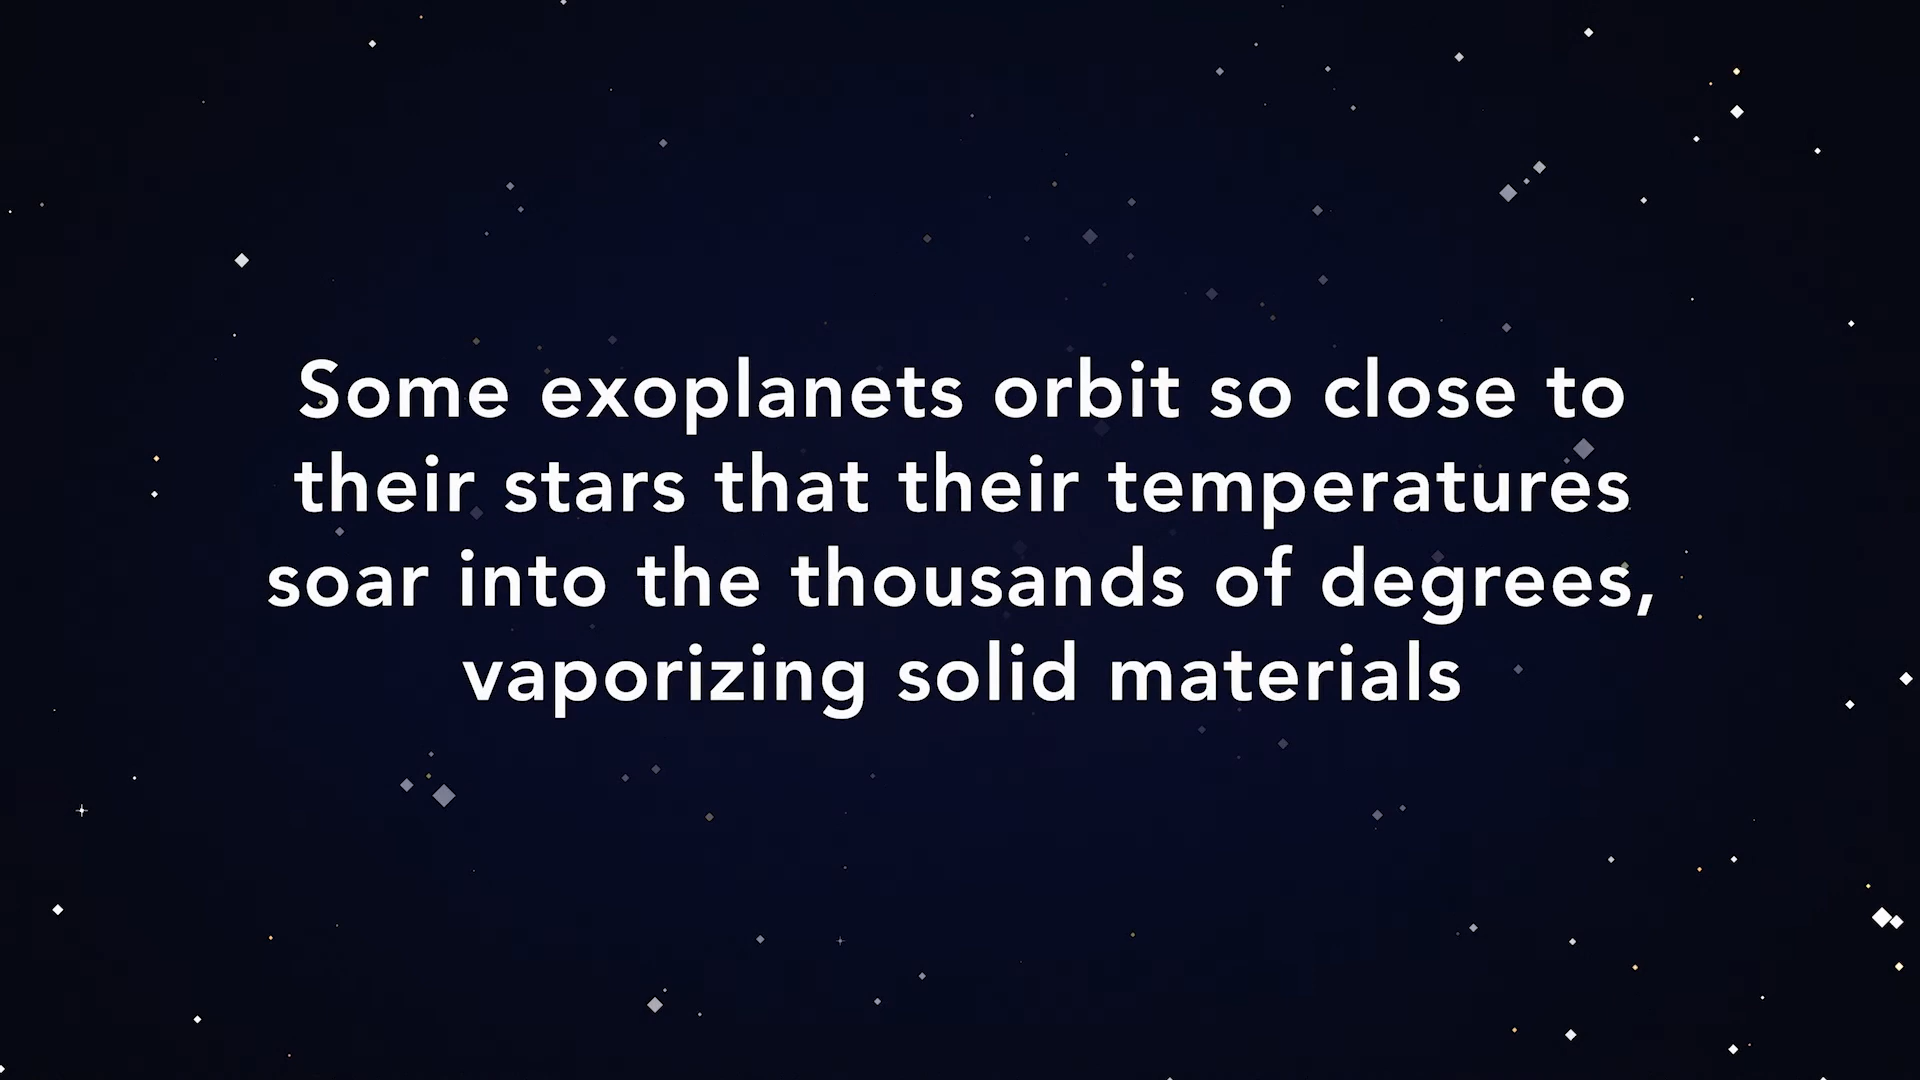 Some exoplanets orbit so close to
their stars that their temperatures
soar into the thousands of degrees,
vaporizing solid materials